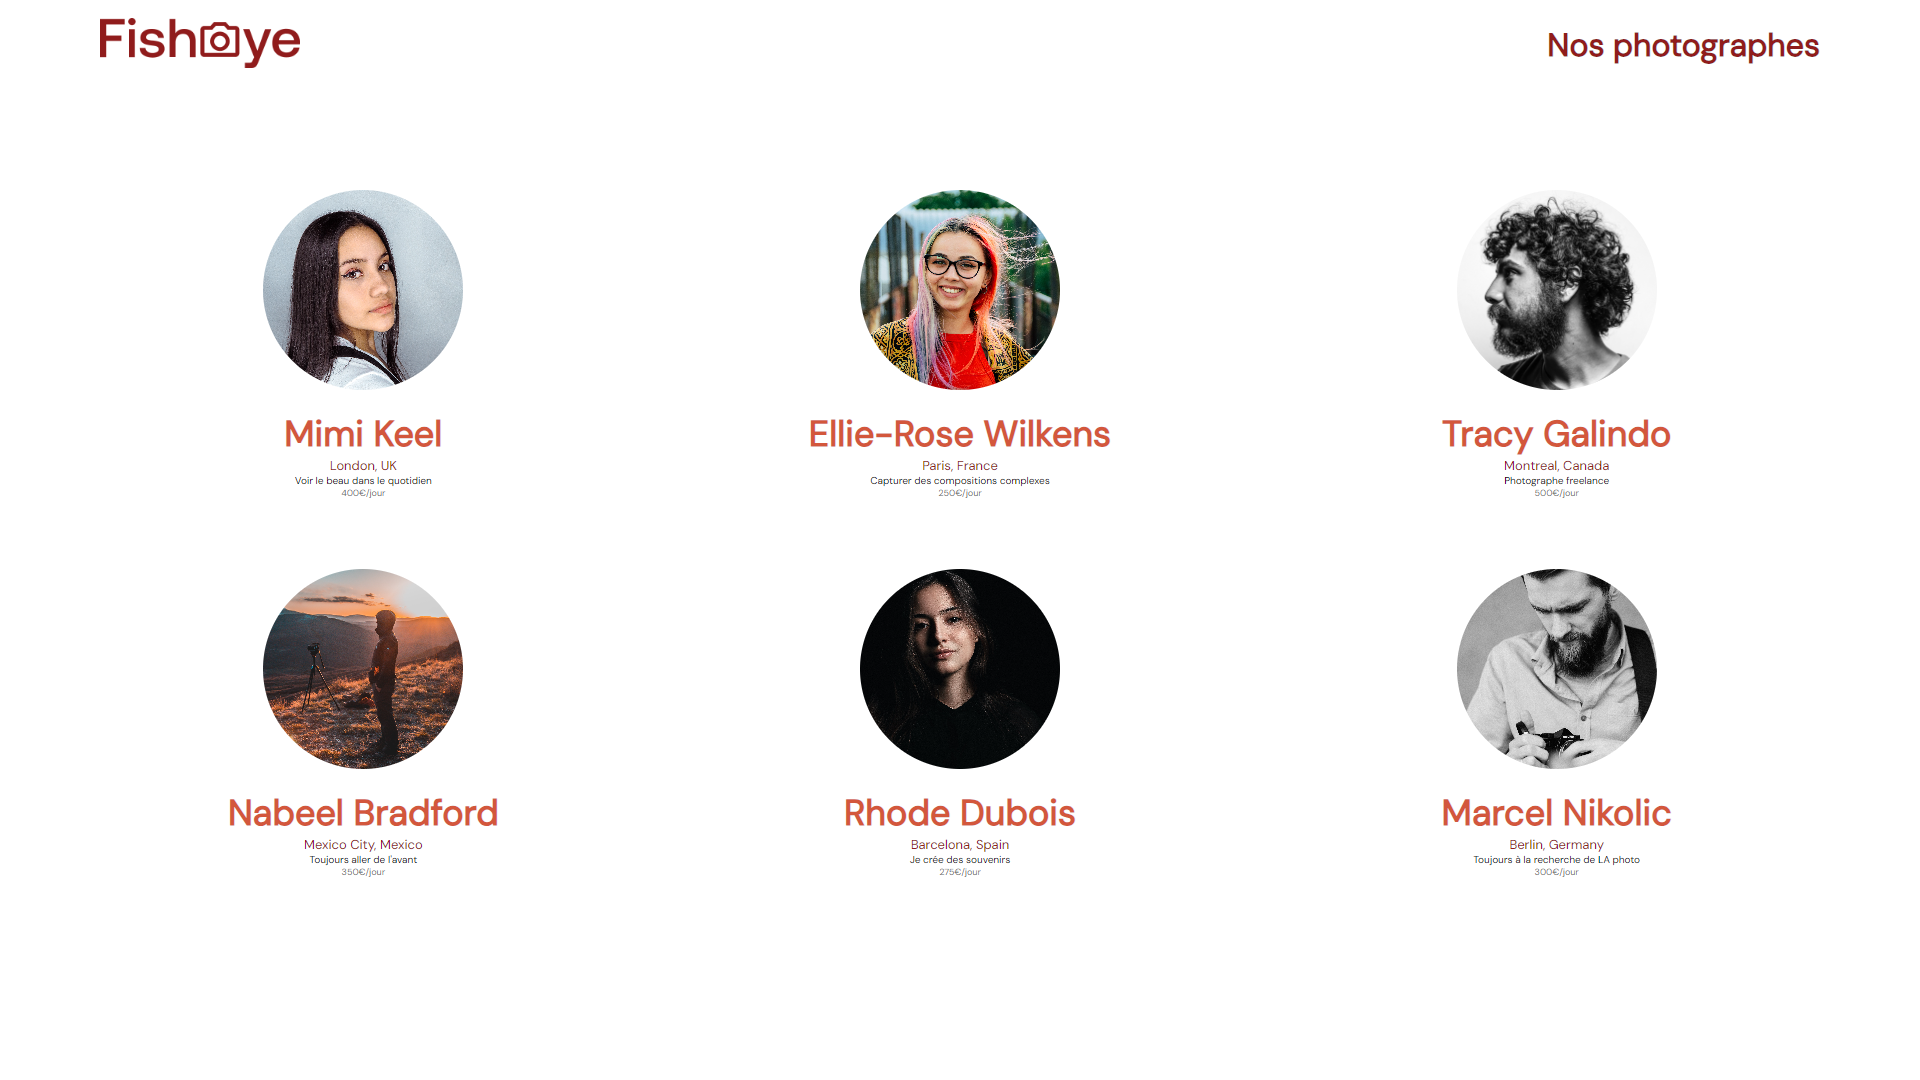 Fisheye
Nos photographes
Mimi Keel
London, UK
Voir le beau dans le quotidien
400€/jour
Ellie-Rose Wilkens
Paris, France
Capturer des compositions complexes
250€/jour
Tracy Galindo
Montreal, Canada
Photographe freelance
500€/jour
Nabeel Bradford
Mexico City, Mexico
Toujours aller de l'avant
350€/jour
Rhode Dubois
Barcelona, Spain
Je crée des souvenirs
275€/jour
Marcel Nikolic
Berlin, Germany
Toujours à la recherche de LA photo
300€/jour